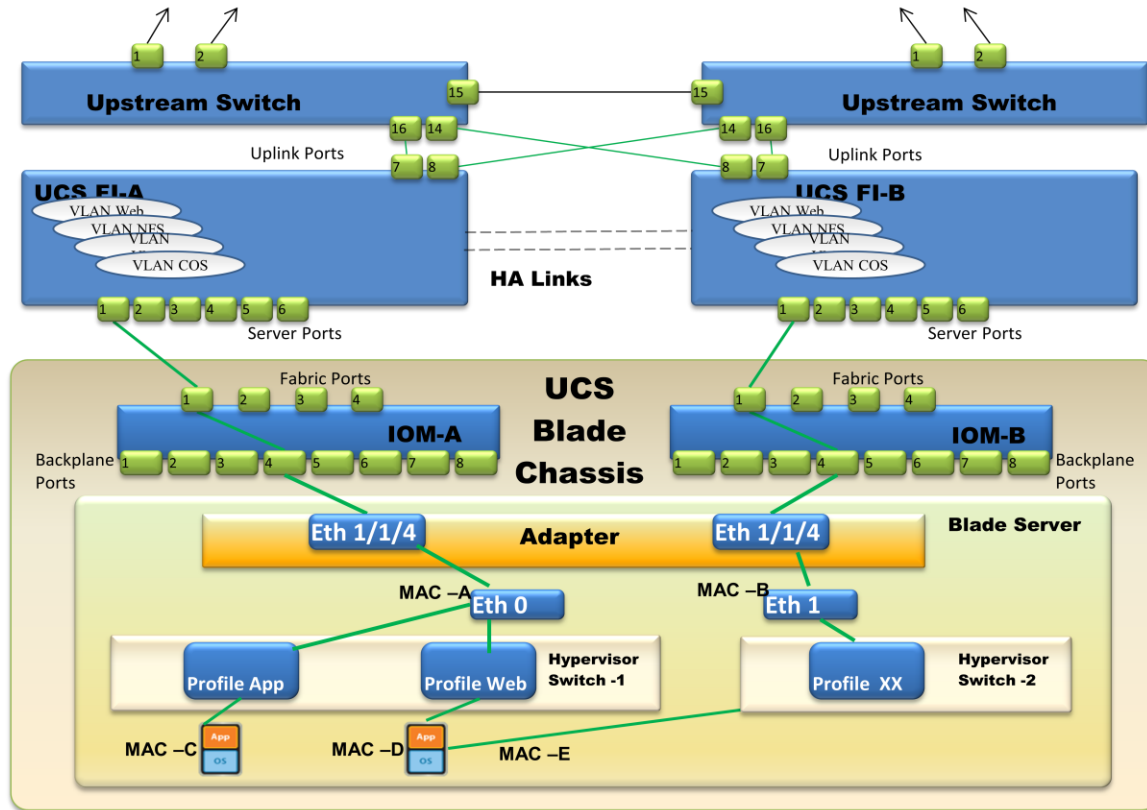 1
2
1
2
Upstream Switch
15
15
Upstream Switch
16
14
14
16
Uplink Ports
Uplink Ports
7
8
8
7
UCS FI-A
UCS FI-B
VLAN Web
VLAN Web
VLAN NFS
VLAN NFS
VLAN
VLAN
VLAN COS
VLAN COS
HA Links
1
2
3
4
5
6
1
2
3
4
5
6
Server Ports
Server Ports
Fabric Ports
Fabric Ports
1
2
3
4
1
2
3
4
UCS
Blade
Chassis
IOM-A
IOM-B
Backplane
Ports
1
2
3
4
5
6
7
8
1
2
3
4
5
6
7
8
Backplane
Ports
Eth 1/1/4
Adapter
Eth 1/1/4
Blade Server
MAC –A
Eth 0
MAC –B
Eth 1
Profile App
Profile Web
Hypervisor
Switch -1
Profile XX
Hypervisor
Switch -2
MAC –C
App
OS
MAC –D
App
OS
MAC –E